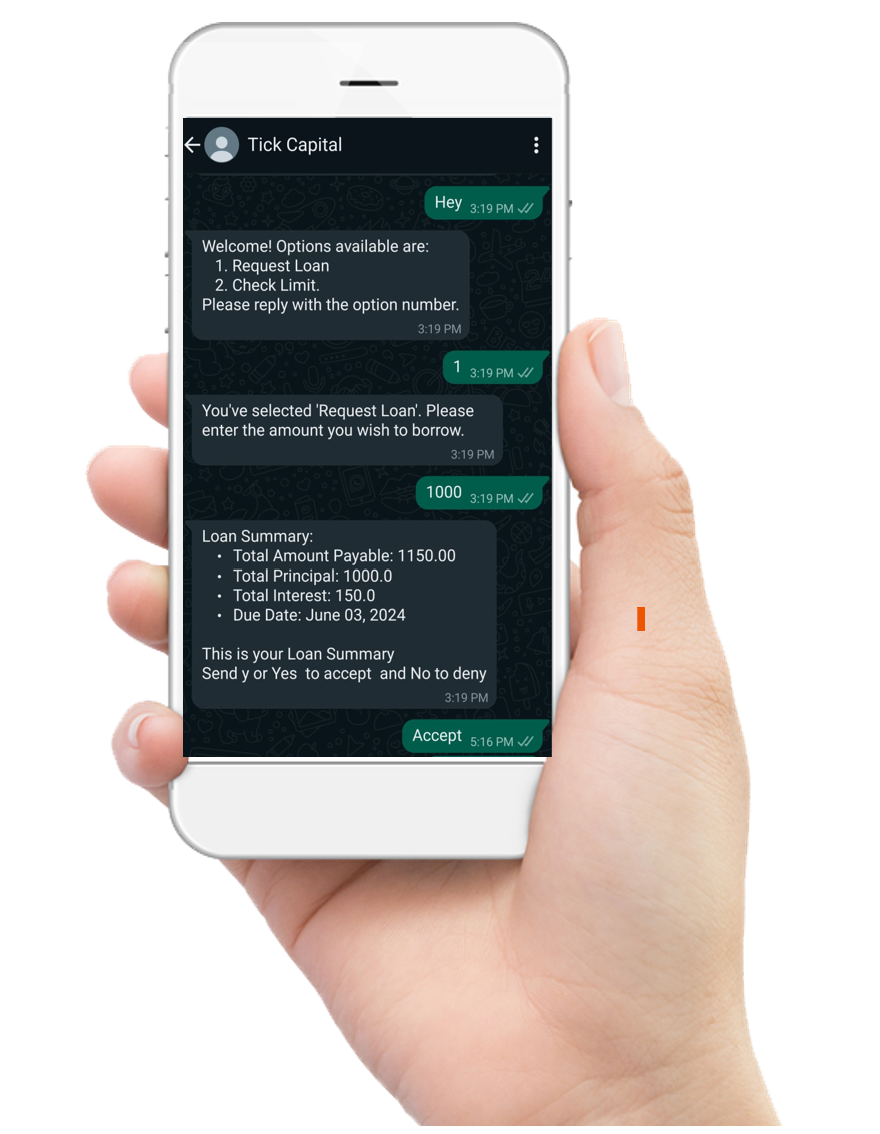 Tick Capital
Hey 3:19 PM
Welcome! Options available are:
1. Request Loan
2. Check Limit.
Please reply with the option number.
3:19 PM
1 3:19 PM
You've selected 'Request Loan'. Please
enter the amount you wish to borrow.
3:19 PM
1000 3:19 PM
Loan Summary:
• Total Amount Payable: 1150.00
• Total Principal: 1000.0
• Total Interest: 150.0
• Due Date: June 03, 2024
This is your Loan Summary
Send y or Yes  to accept  and No to deny
3:19 PM
Accept 5:16 PM